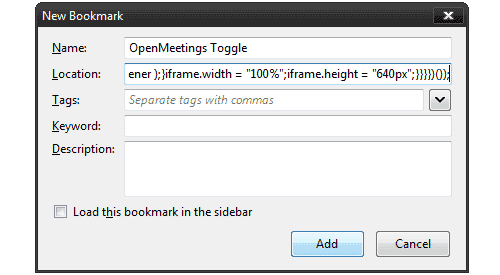 New Bookmark
Name: OpenMeetings Toggle
Location: ener );}iframe.width = "100%";iframe.height = "640px";}}}})());
Tags: Separate tags with commas
Keyword:
Description:
Load this bookmark in the sidebar
Add Cancel